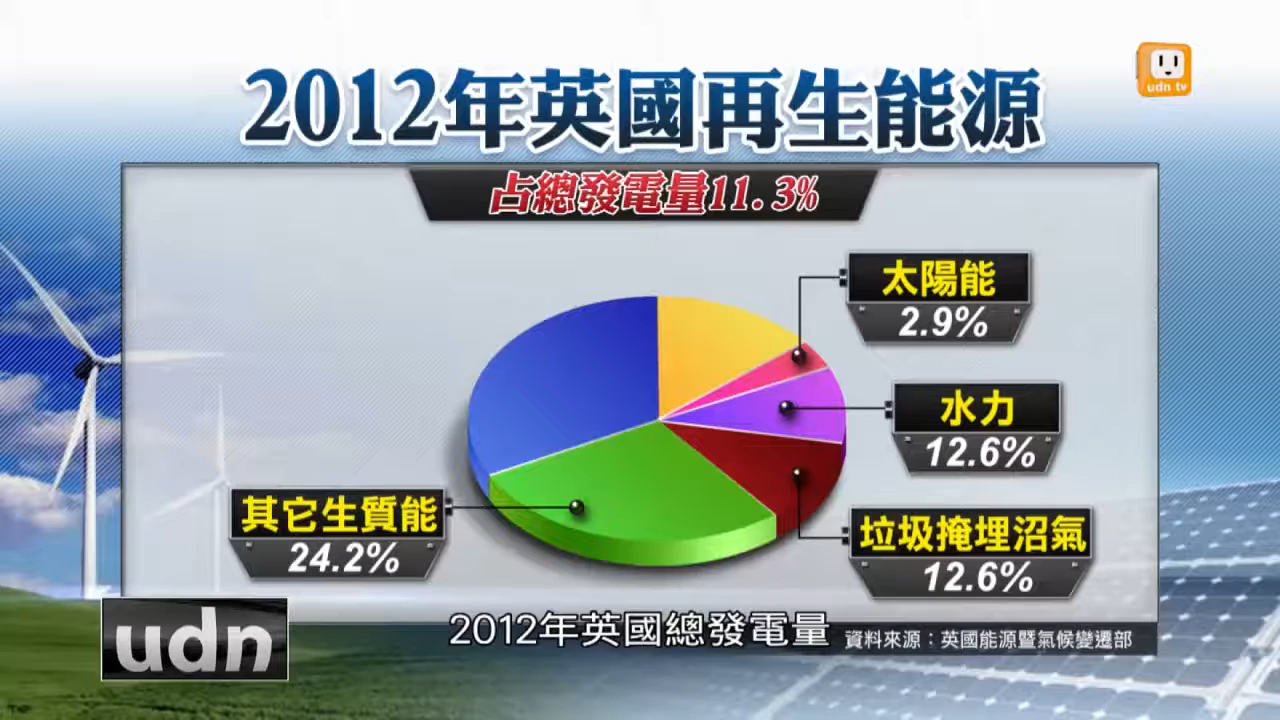 2012年英國再生能源
udn tv
占總發電量11.3%
太陽能
2.9%
水力
12.6%
其它生質能
24.2%
垃圾掩埋沼氣
12.6%
udn
2012年英國總發電量
資料來源：英國能源暨氣候變遷部